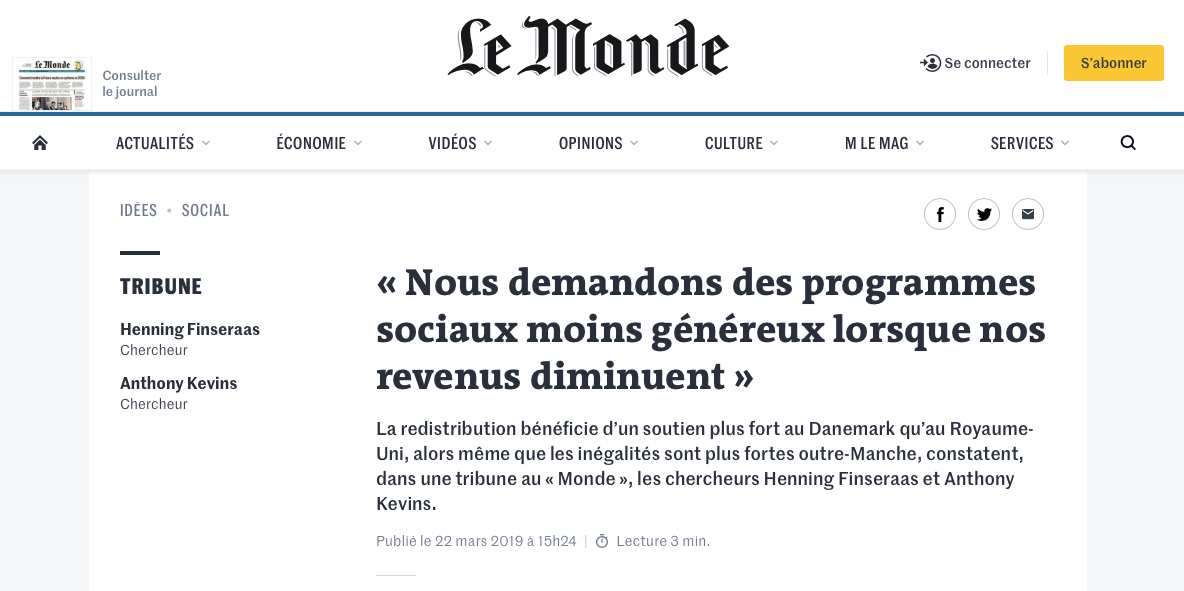 Le Monde
Le Monde
Consulter
le journal
Se connecter
S'abonner
ACTUALITÉS
ÉCONOMIE
VIDÉOS
OPINIONS
CULTURE
M LE MAG
SERVICES
IDÉES • SOCIAL
TRIBUNE
Henning Finseraas
Chercheur
Anthony Kevins
Chercheur
« Nous demandons des programmes
sociaux moins généreux lorsque nos
revenus diminuent »
La redistribution bénéficie d’un soutien plus fort au Danemark qu’au Royaume-
Uni, alors même que les inégalités sont plus fortes outre-Manche, constatent,
dans une tribune au « Monde », les chercheurs Henning Finseraas et Anthony
Kevins.
Publié le 22 mars 2019 à 15h24 | Lecture 3 min.